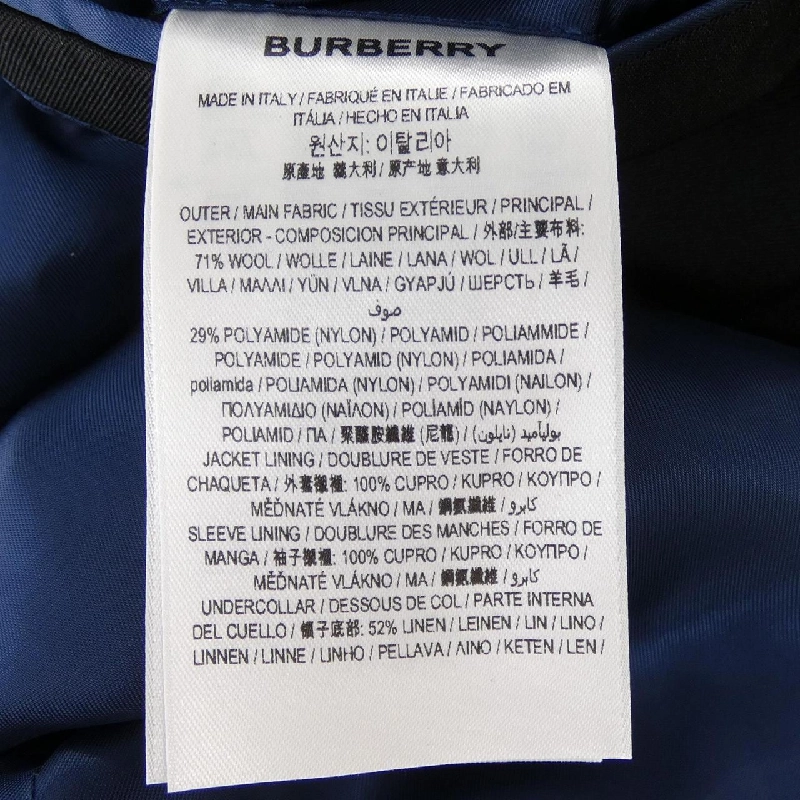 BURBERRY
MADE IN ITALY / FABRIQUÉ EN ITALIE / FABRICADO EM
ITÁLIA / HECHO EN ITALIA
원산지: 이탈리아
原產地 義大利 / 原产地 意大利
OUTER / MAIN FABRIC / TISSU EXTÉRIEUR / PRINCIPAL /
EXTERIOR - COMPOSICION PRINCIPAL / 外部/主要布料:
71% WOOL / WOLLE / LAINE / LANA / WOL / ULL / LÃ /
VILLA / ΜΑΛΛΙ / YÜN / VLNA / GYAPJÚ / ШЕРСТЬ / 羊毛 /
صوف
29% POLYAMIDE (NYLON) / POLYAMID / POLIAMMIDE /
POLYAMIDE / POLYAMID (NYLON) / POLIAMIDA /
poliamida / POLIAMIDA (NYLON) / POLYAMIDI (NAILON) /
ΠΟΛΥΑΜΙΔΙΟ (ΝΑΪΛΟΝ) / POLİAMİD (NAYLON) /
POLIAMID / ПА / 聚醯胺纖維 (尼龍) / بوليأميد (نايلون) /
JACKET LINING / DOUBLURE DE VESTE / FORRO DE
CHAQUETA / 外套襯裡: 100% CUPRO / KUPRO / ΚΟΥΠΡΟ /
MĚĎNATÉ VLÁKNO / MA / 銅氨纖維 / كابرو
SLEEVE LINING / DOUBLURE DES MANCHES / FORRO DE
MANGA / 袖子襯裡: 100% CUPRO / KUPRO / ΚΟΥΠΡΟ /
MĚĎNATÉ VLÁKNO / MA / 銅氨纖維 / كابرو
UNDERCOLLAR / DESSOUS DE COL / PARTE INTERNA
DEL CUELLO / 領子底部: 52% LINEN / LEINEN / LIN / LINO /
LINNEN / LINNE / LINHO / PELLAVA / ΛΙΝΟ / KETEN / LEN /